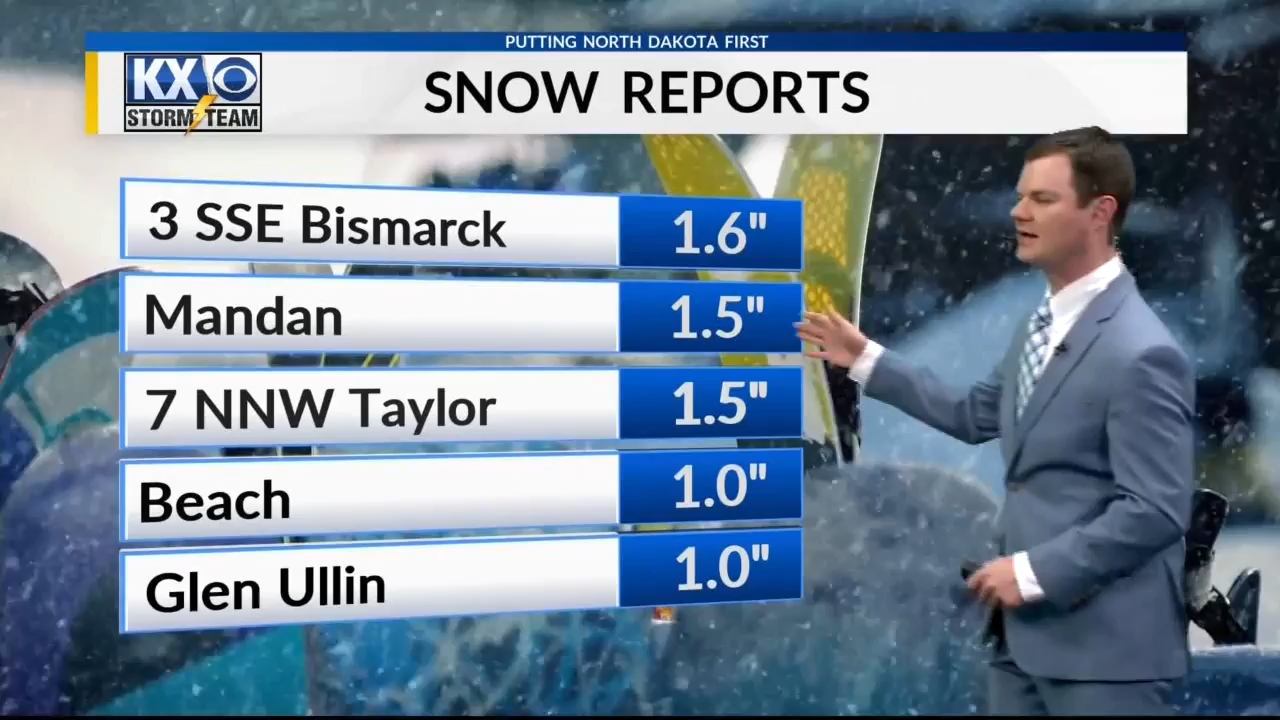 PUTTING NORTH DAKOTA FIRST
KX
STORM TEAM
SNOW REPORTS
3 SSE Bismarck 1.6"
Mandan 1.5"
7 NNW Taylor 1.5"
Beach 1.0"
Glen Ullin 1.0"